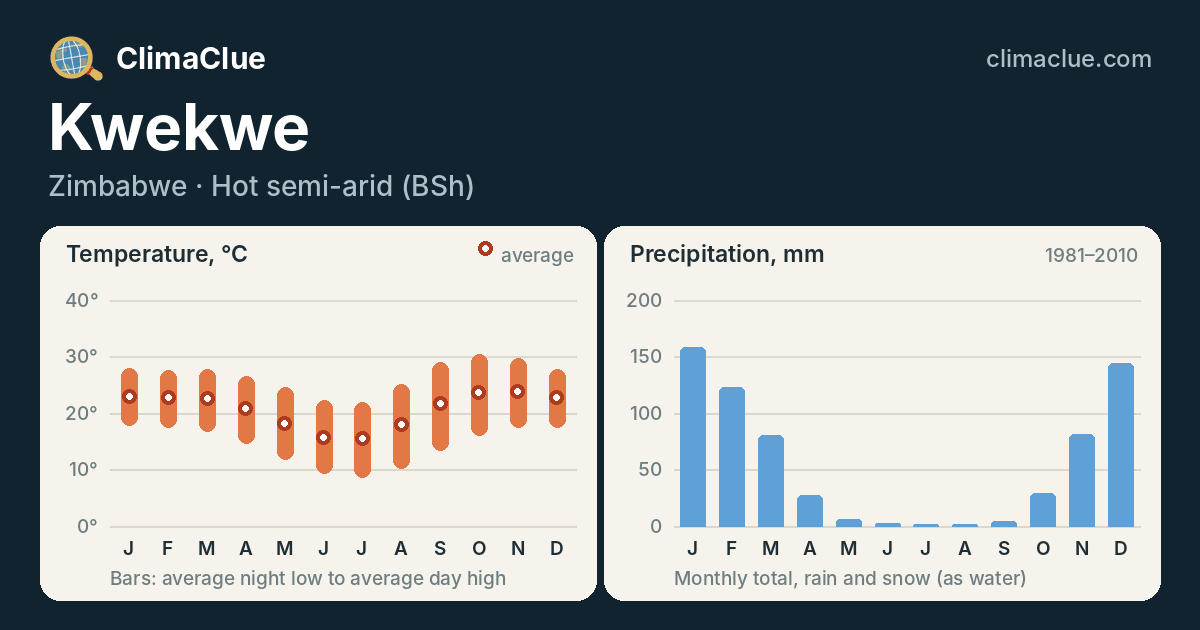 ClimaClue
climaclue.com
Kwekwe
Zimbabwe · Hot semi-arid (BSh)
Temperature, °C
average
40°
30°
20°
10°
0°
J F M A M J J A S O N D
Bars: average night low to average day high
Precipitation, mm
1981–2010
200
150
100
50
0
J F M A M J J A S O N D
Monthly total, rain and snow (as water)